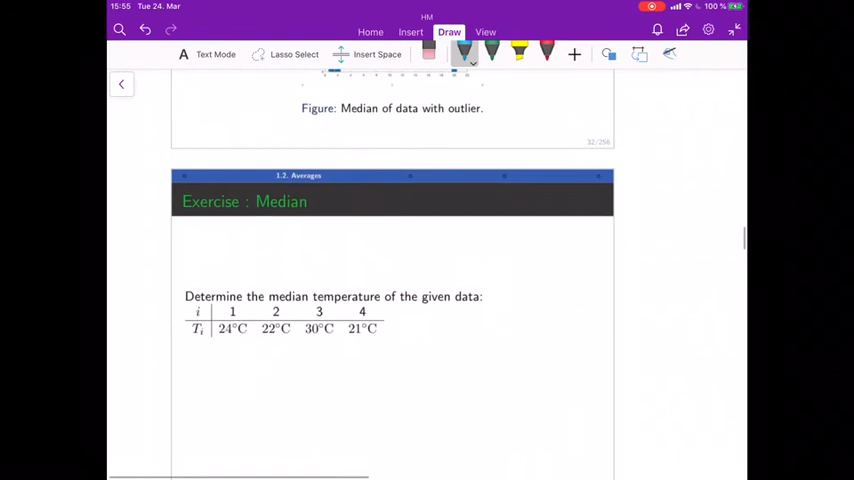 15:55 Tue 24. Mar 100 %
HM
Home Insert Draw View
A Text Mode Lasso Select Insert Space
Figure: Median of data with outlier.
32/256
1.2. Averages
Exercise : Median
Determine the median temperature of the given data:
i 1 2 3 4
Tᵢ 24°C 22°C 30°C 21°C